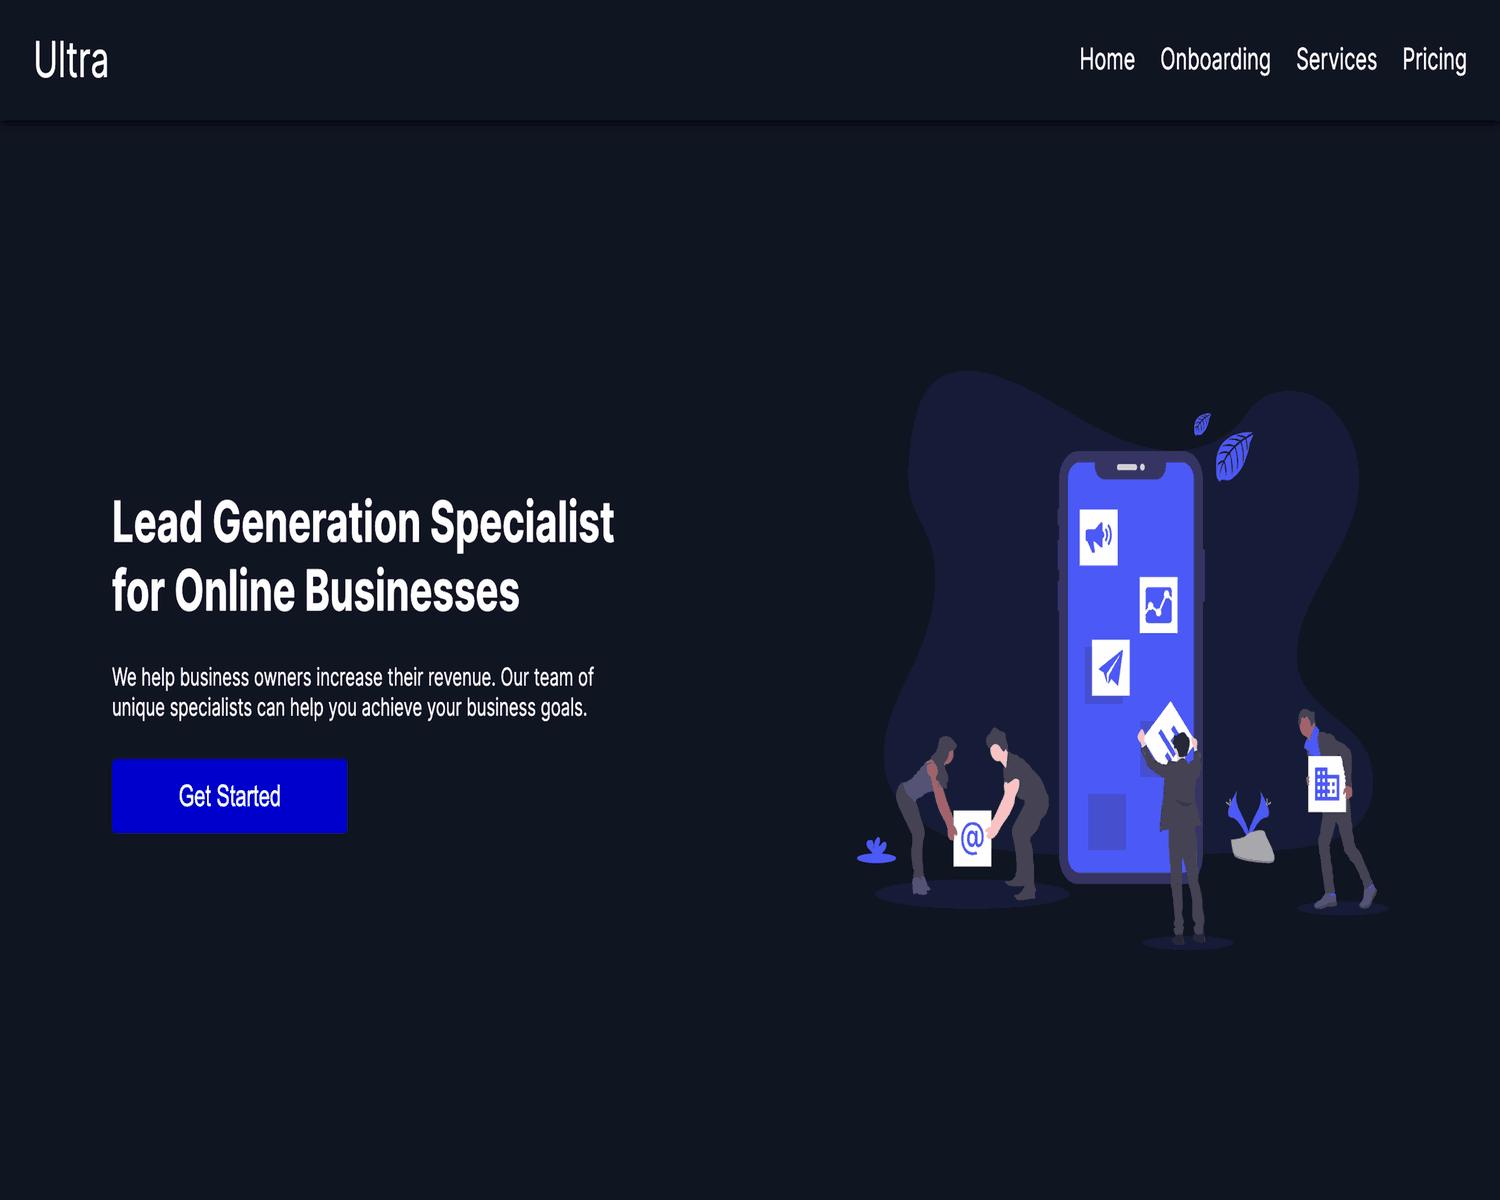 Ultra
Home Onboarding Services Pricing
Lead Generation Specialist
for Online Businesses
We help business owners increase their revenue. Our team of
unique specialists can help you achieve your business goals.
Get Started
@